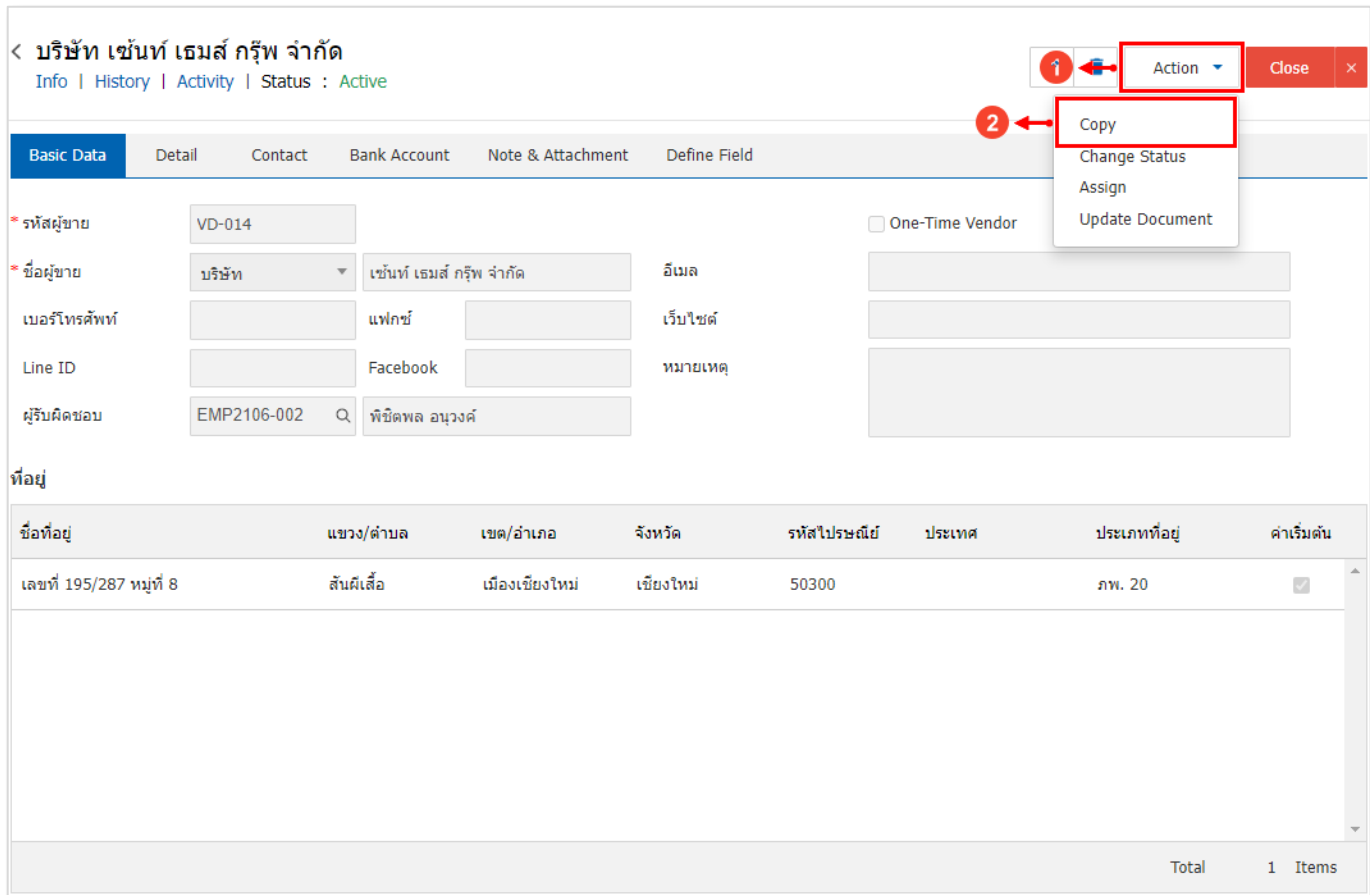 < บริษัท เซ้นท์ เธมส์ กรุ๊พ จำกัด
Info | History | Activity | Status : Active
1 Action Close ×
2 Copy
Change Status
Assign
Update Document
Basic Data Detail Contact Bank Account Note & Attachment Define Field
* รหัสผู้ขาย VD-014 One-Time Vendor
* ชื่อผู้ขาย บริษัท เซ้นท์ เธมส์ กรุ๊พ จำกัด อีเมล
เบอร์โทรศัพท์ แฟกซ์ เว็บไซต์
Line ID Facebook หมายเหตุ
ผู้รับผิดชอบ EMP2106-002 พิชิตพล อนุวงค์
ที่อยู่
ชื่อที่อยู่ แขวง/ตำบล เขต/อำเภอ จังหวัด รหัสไปรษณีย์ ประเทศ ประเภทที่อยู่ ค่าเริ่มต้น
เลขที่ 195/287 หมู่ที่ 8 สันผีเสื้อ เมืองเชียงใหม่ เชียงใหม่ 50300 ภพ. 20
Total 1 Items